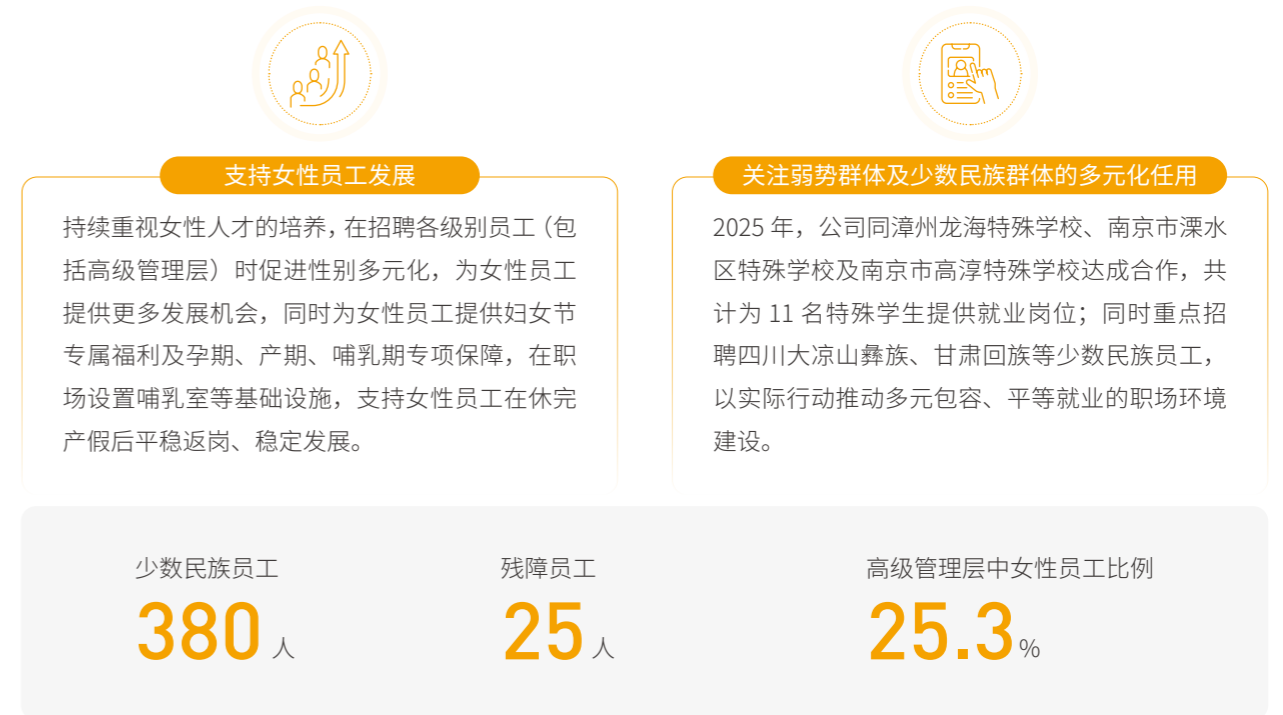 支持女性员工发展
持续重视女性人才的培养，在招聘各级别员工（包
括高级管理层）时促进性别多元化，为女性员工
提供更多发展机会，同时为女性员工提供妇女节
专属福利及孕期、产期、哺乳期专项保障，在职
场设置哺乳室等基础设施，支持女性员工在休完
产假后平稳返岗、稳定发展。
关注弱势群体及少数民族群体的多元化任用
2025 年，公司同漳州龙海特殊学校、南京市溧水
区特殊学校及南京市高淳特殊学校达成合作，共
计为 11 名特殊学生提供就业岗位；同时重点招
聘四川大凉山彝族、甘肃回族等少数民族员工，
以实际行动推动多元包容、平等就业的职场环境
建设。
少数民族员工
380 人
残障员工
25 人
高级管理层中女性员工比例
25.3 %